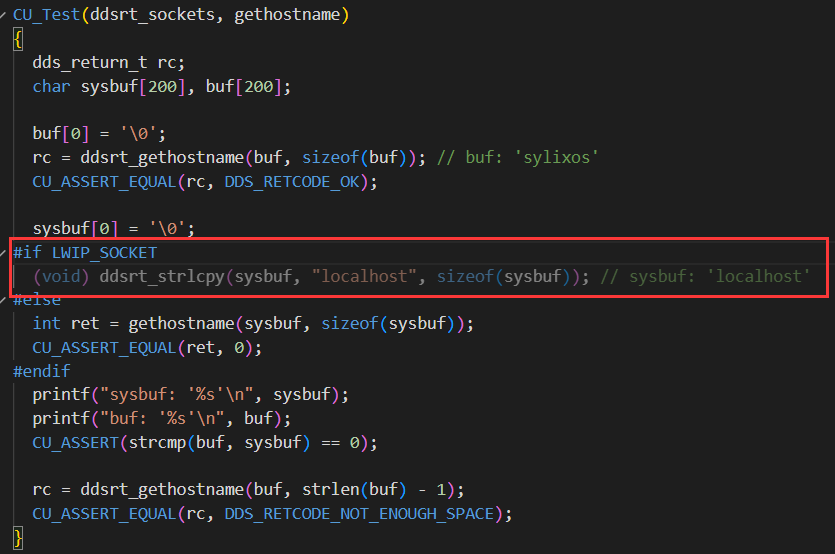 CU_Test(ddsrt_sockets, gethostname)
{
  dds_return_t rc;
  char sysbuf[200], buf[200];

  buf[0] = '\0';
  rc = ddsrt_gethostname(buf, sizeof(buf)); // buf: 'sylixos'
  CU_ASSERT_EQUAL(rc, DDS_RETCODE_OK);

  sysbuf[0] = '\0';
#if LWIP_SOCKET
  (void) ddsrt_strlcpy(sysbuf, "localhost", sizeof(sysbuf)); // sysbuf: 'localhost'
#else
  int ret = gethostname(sysbuf, sizeof(sysbuf));
  CU_ASSERT_EQUAL(ret, 0);
#endif
  printf("sysbuf: '%s'\n", sysbuf);
  printf("buf: '%s'\n", buf);
  CU_ASSERT(strcmp(buf, sysbuf) == 0);

  rc = ddsrt_gethostname(buf, strlen(buf) - 1);
  CU_ASSERT_EQUAL(rc, DDS_RETCODE_NOT_ENOUGH_SPACE);
}